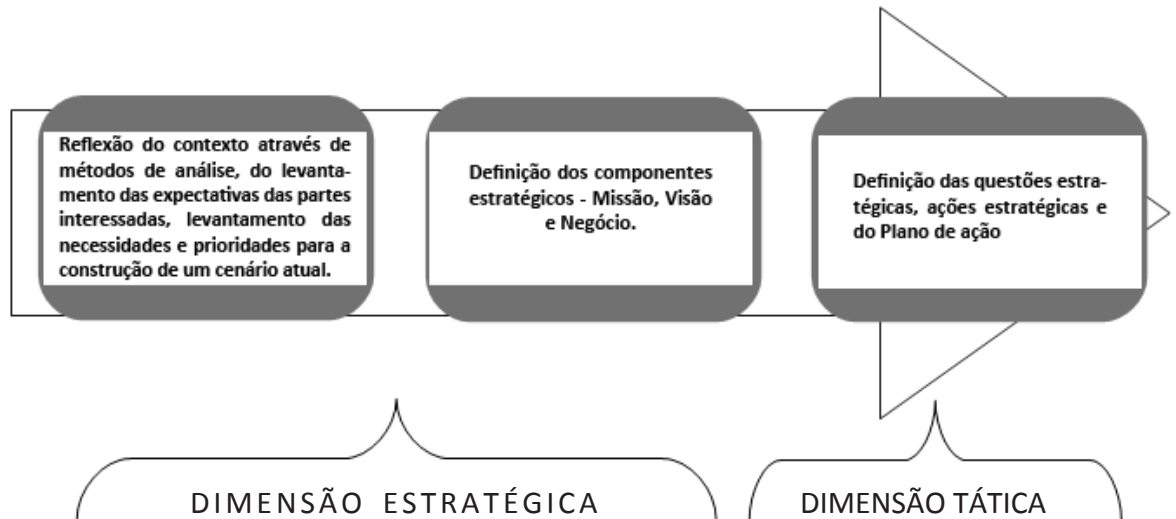 Reflexão do contexto através de
métodos de análise, do levanta-
mento das expectativas das partes
interessadas, levantamento das
necessidades e prioridades para a
construção de um cenário atual.
Definição dos componentes
estratégicos - Missão, Visão
e Negócio.
Definição das questões estra-
tégicas, ações estratégicas e
do Plano de ação
DIMENSÃO ESTRATÉGICA
DIMENSÃO TÁTICA